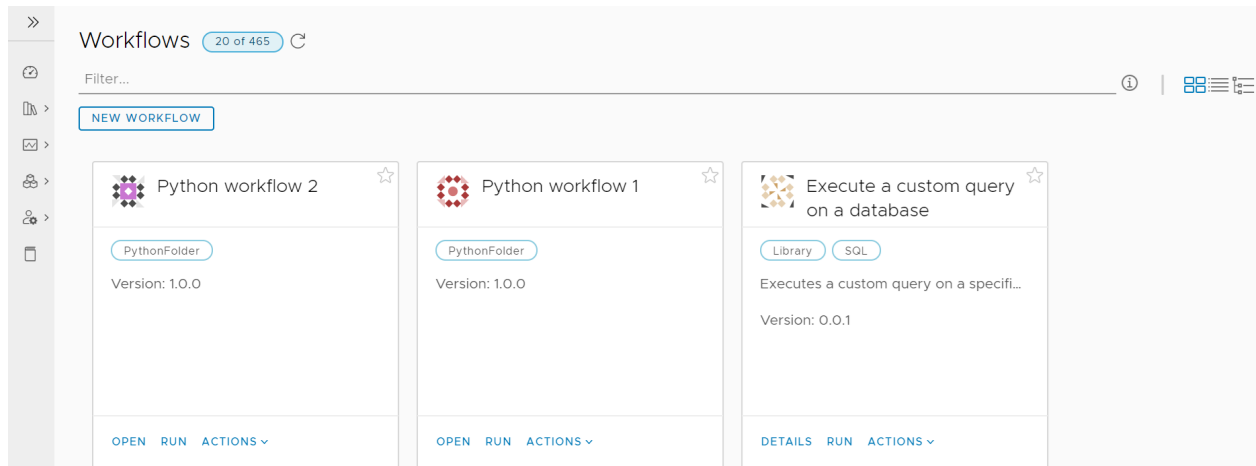 Workflows 20 of 465
Filter...
NEW WORKFLOW
Python workflow 2
PythonFolder
Version: 1.0.0
OPEN RUN ACTIONS
Python workflow 1
PythonFolder
Version: 1.0.0
OPEN RUN ACTIONS
Execute a custom query
on a database
Library SQL
Executes a custom query on a specifi...
Version: 0.0.1
DETAILS RUN ACTIONS